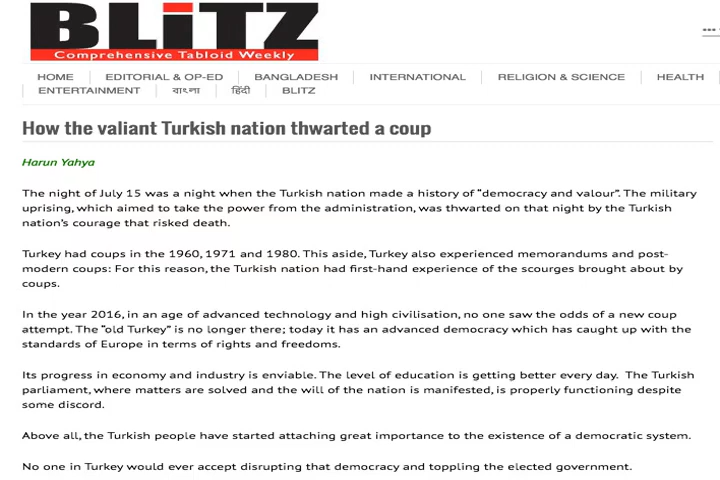 BLiTZ
Comprehensive Tabloid Weekly
HOME EDITORIAL & OP-ED BANGLADESH INTERNATIONAL RELIGION & SCIENCE HEALTH
ENTERTAINMENT বাংলা हिंदी BLITZ
How the valiant Turkish nation thwarted a coup
Harun Yahya
The night of July 15 was a night when the Turkish nation made a history of "democracy and valour". The military
uprising, which aimed to take the power from the administration, was thwarted on that night by the Turkish
nation's courage that risked death.
Turkey had coups in the 1960, 1971 and 1980. This aside, Turkey also experienced memorandums and post-
modern coups: For this reason, the Turkish nation had first-hand experience of the scourges brought about by
coups.
In the year 2016, in an age of advanced technology and high civilisation, no one saw the odds of a new coup
attempt. The "old Turkey" is no longer there; today it has an advanced democracy which has caught up with the
standards of Europe in terms of rights and freedoms.
Its progress in economy and industry is enviable. The level of education is getting better every day. The Turkish
parliament, where matters are solved and the will of the nation is manifested, is properly functioning despite
some discord.
Above all, the Turkish people have started attaching great importance to the existence of a democratic system.
No one in Turkey would ever accept disrupting that democracy and toppling the elected government.